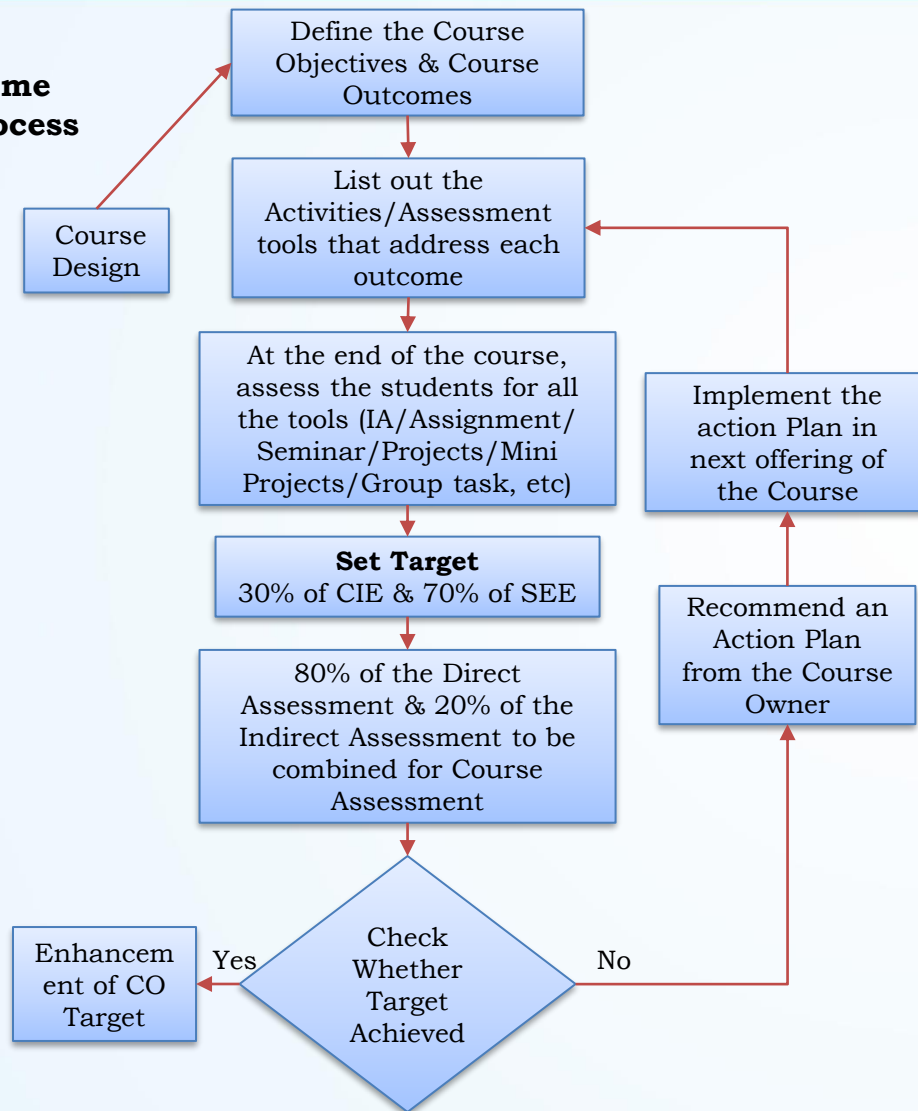 Define the Course
Objectives & Course
Outcomes
me
ocess
List out the
Activities/Assessment
tools that address each
outcome
Course
Design
At the end of the course,
assess the students for all
the tools (IA/Assignment/
Seminar/Projects/Mini
Projects/Group task, etc)
Implement the
action Plan in
next offering of
the Course
Set Target
30% of CIE & 70% of SEE
Recommend an
Action Plan
from the Course
Owner
80% of the Direct
Assessment & 20% of the
Indirect Assessment to be
combined for Course
Assessment
Check
Whether
Target
Achieved
Yes
No
Enhancem
ent of CO
Target